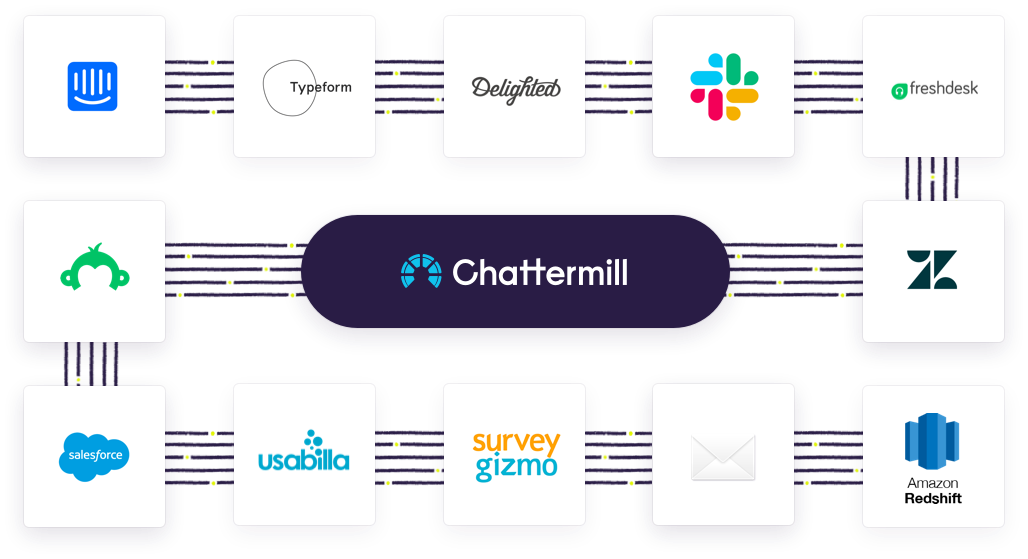 Typeform
Delighted
freshdesk
Chattermill
salesforce
usabilla
survey
gizmo
Amazon
Redshift